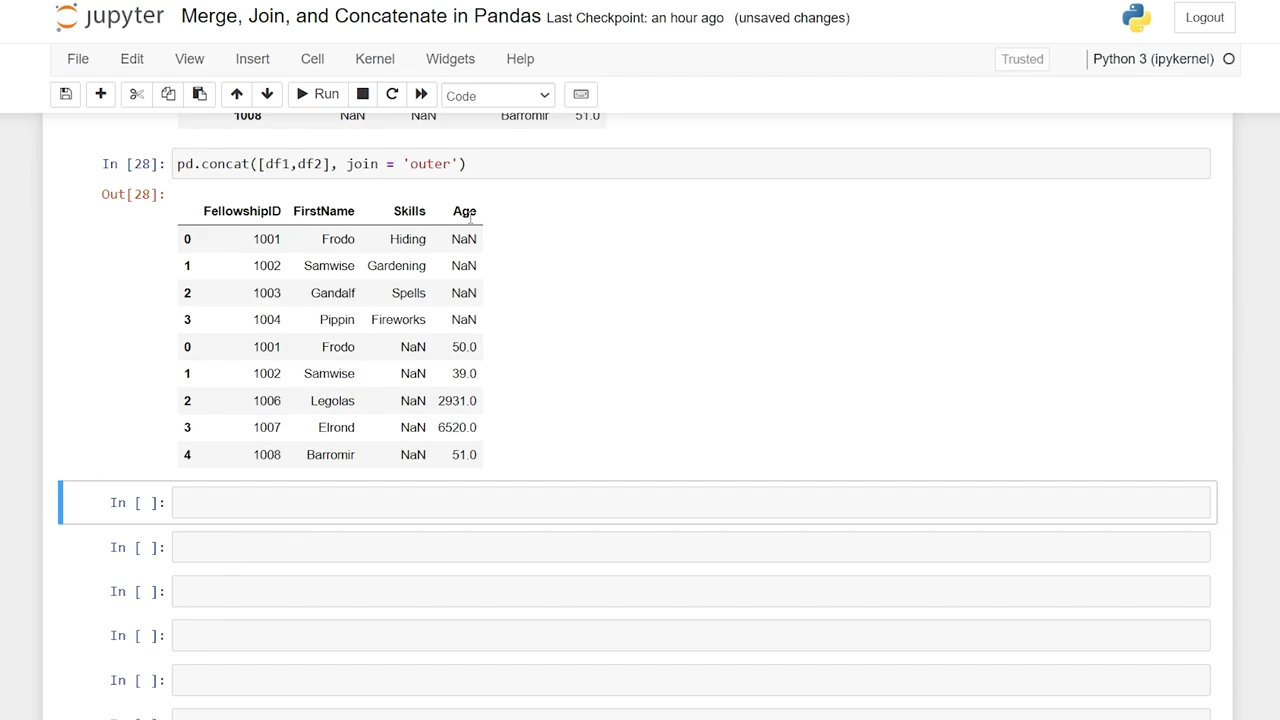 jupyter Merge, Join, and Concatenate in Pandas Last Checkpoint: an hour ago (unsaved changes) Logout
File Edit View Insert Cell Kernel Widgets Help Trusted Python 3 (ipykernel)
Run Code
1008 NaN NaN Barromir 51.0
In [28]: pd.concat([df1,df2], join = 'outer')
Out[28]:
FellowshipID FirstName Skills Age
0 1001 Frodo Hiding NaN
1 1002 Samwise Gardening NaN
2 1003 Gandalf Spells NaN
3 1004 Pippin Fireworks NaN
0 1001 Frodo NaN 50.0
1 1002 Samwise NaN 39.0
2 1006 Legolas NaN 2931.0
3 1007 Elrond NaN 6520.0
4 1008 Barromir NaN 51.0
In [ ]:
In [ ]:
In [ ]:
In [ ]:
In [ ]: